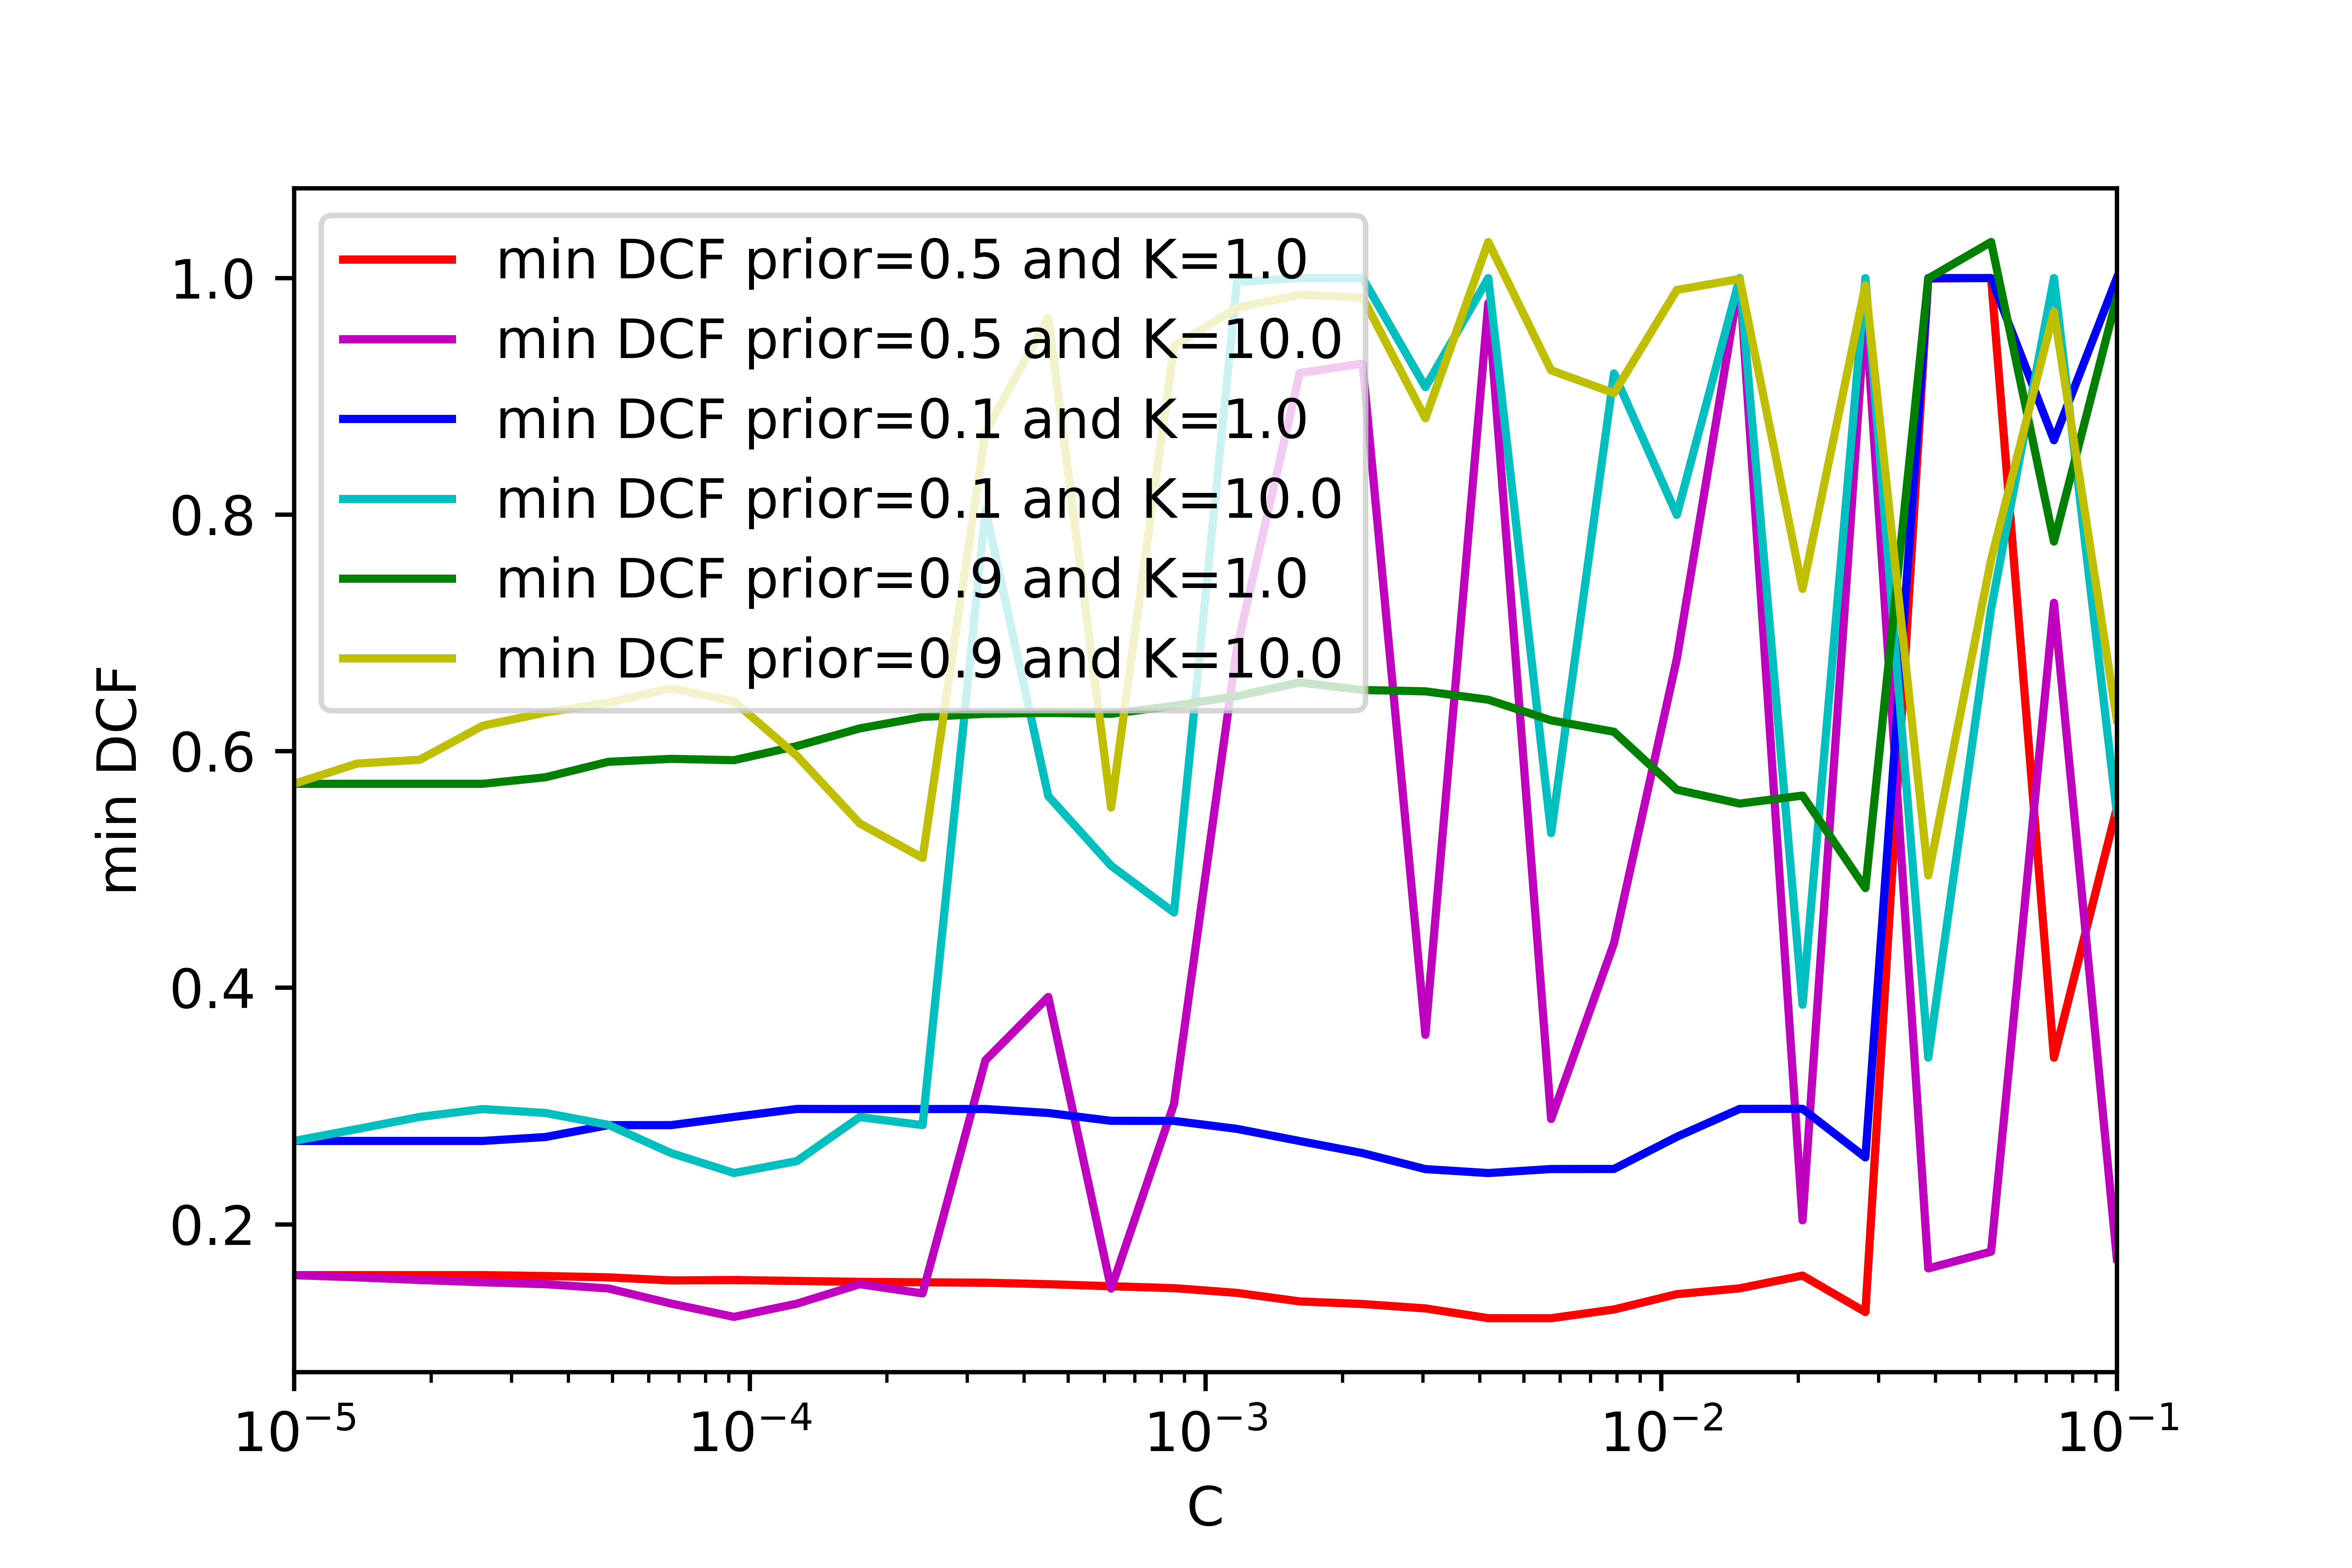 min DCF prior=0.5 and K=1.0
min DCF prior=0.5 and K=10.0
min DCF prior=0.1 and K=1.0
min DCF prior=0.1 and K=10.0
min DCF prior=0.9 and K=1.0
min DCF prior=0.9 and K=10.0
1.0
0.8
0.6
0.4
0.2
min DCF
10⁻⁵ 10⁻⁴ 10⁻³ 10⁻² 10⁻¹
C